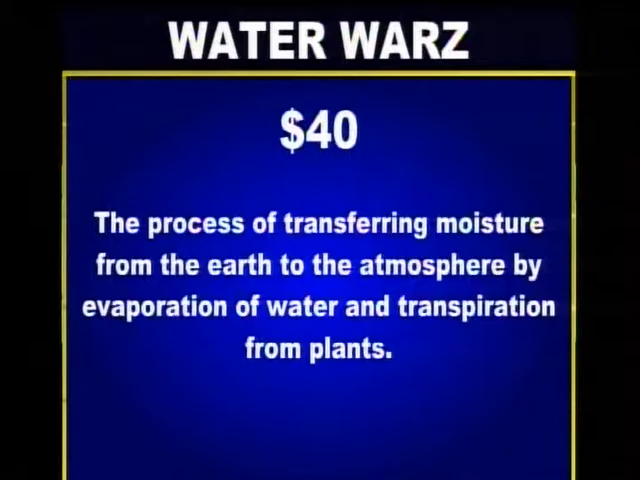 WATER WARZ
$40
The process of transferring moisture
from the earth to the atmosphere by
evaporation of water and transpiration
from plants.